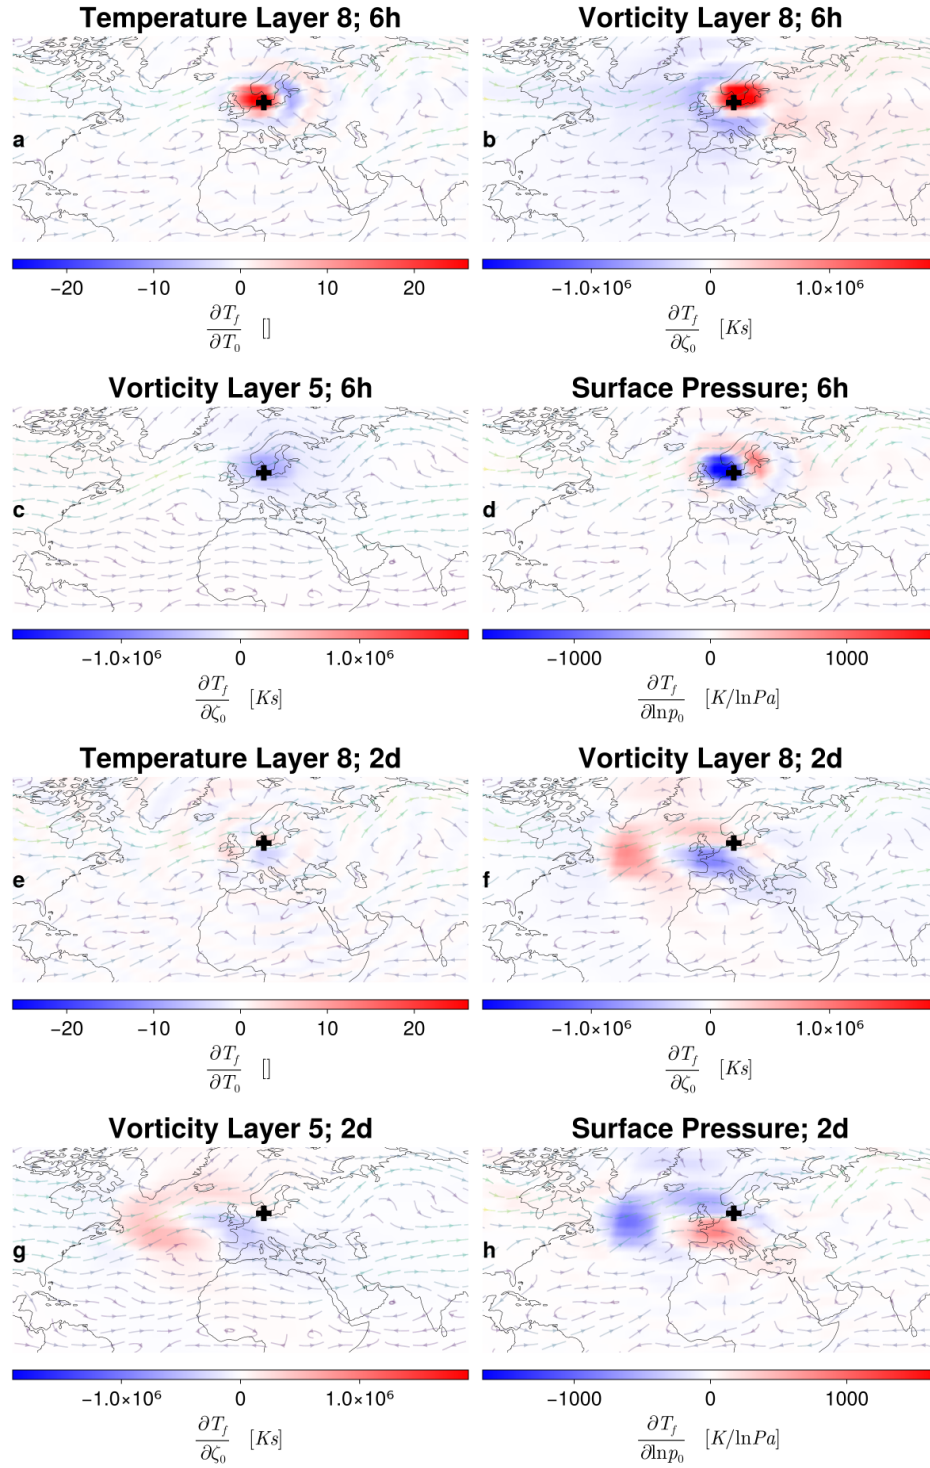 Temperature Layer 8; 6h
Vorticity Layer 8; 6h
a
b
−20 −10 0 10 20
−1.0×10⁶ 0 1.0×10⁶
∂T_f/∂T_0 []
∂T_f/∂ζ_0 [Ks]
Vorticity Layer 5; 6h
Surface Pressure; 6h
c
d
−1.0×10⁶ 0 1.0×10⁶
−1000 0 1000
∂T_f/∂ζ_0 [Ks]
∂T_f/∂lnp_0 [K/lnPa]
Temperature Layer 8; 2d
Vorticity Layer 8; 2d
e
f
−20 −10 0 10 20
−1.0×10⁶ 0 1.0×10⁶
∂T_f/∂T_0 []
∂T_f/∂ζ_0 [Ks]
Vorticity Layer 5; 2d
Surface Pressure; 2d
g
h
−1.0×10⁶ 0 1.0×10⁶
−1000 0 1000
∂T_f/∂ζ_0 [Ks]
∂T_f/∂lnp_0 [K/lnPa]